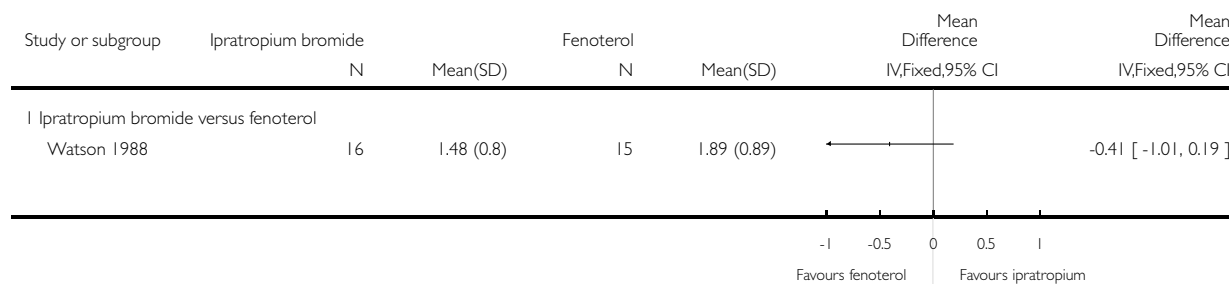 Mean Mean
Study or subgroup Ipratropium bromide Fenoterol Difference Difference
N Mean(SD) N Mean(SD) IV,Fixed,95% CI IV,Fixed,95% CI
1 Ipratropium bromide versus fenoterol
Watson 1988 16 1.48 (0.8) 15 1.89 (0.89) -0.41 [ -1.01, 0.19 ]
-1 -0.5 0 0.5 1
Favours fenoterol Favours ipratropium